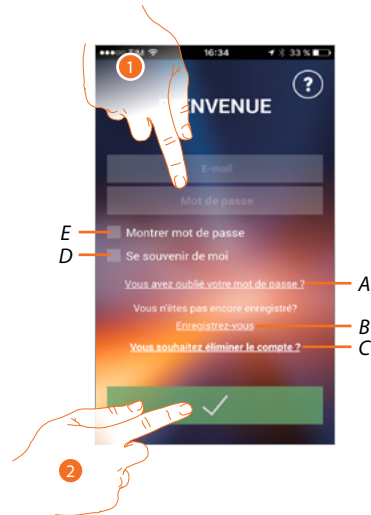 16:34 33 %
1
?
ENVENUE
E-mail
Mot de passe
E Montrer mot de passe
D Se souvenir de moi
Vous avez oublié votre mot de passe ? A
Vous n'êtes pas encore enregistré?
Enregistrez-vous B
Vous souhaitez éliminer le compte ? C
2